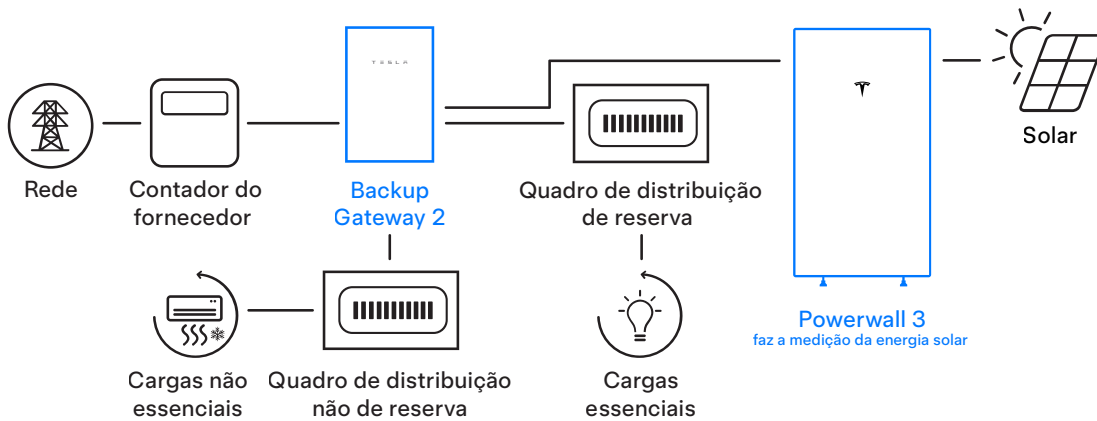 TESLA
Solar
Rede
Contador do
fornecedor
Backup
Gateway 2
Quadro de distribuição
de reserva
Powerwall 3
faz a medição da energia solar
Cargas não
essenciais
Quadro de distribuição
não de reserva
Cargas
essenciais